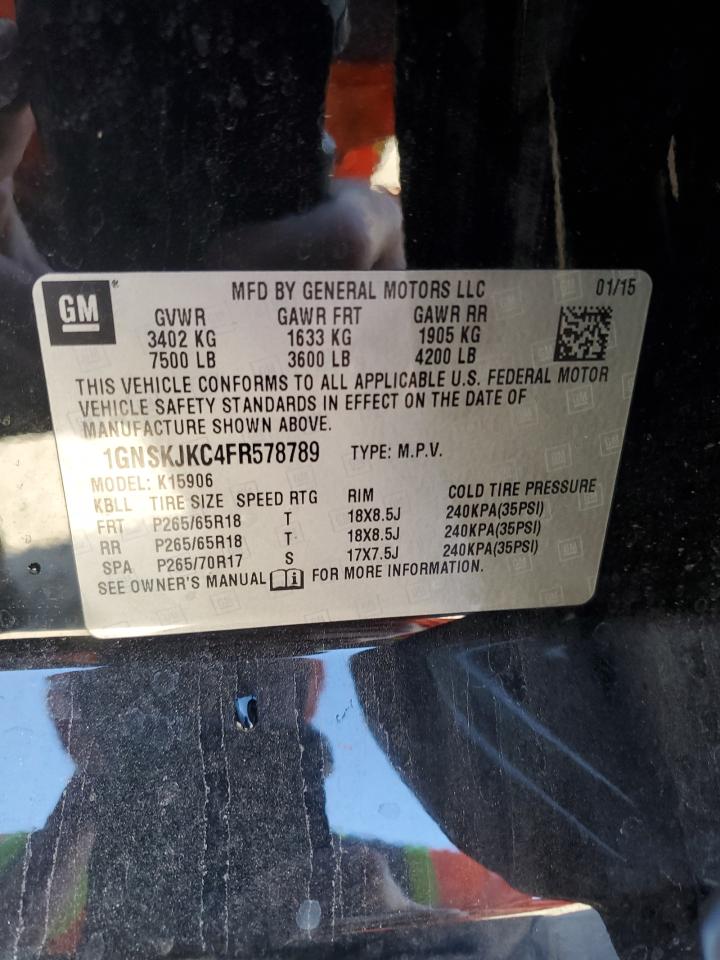 GM
MFD BY GENERAL MOTORS LLC 01/15
GVWR GAWR FRT GAWR RR
3402 KG 1633 KG 1905 KG
7500 LB 3600 LB 4200 LB
THIS VEHICLE CONFORMS TO ALL APPLICABLE U.S. FEDERAL MOTOR
VEHICLE SAFETY STANDARDS IN EFFECT ON THE DATE OF
MANUFACTURE SHOWN ABOVE.
1GNSKJKC4FR578789 TYPE: M.P.V.
MODEL: K15906
KBLL TIRE SIZE SPEED RTG RIM COLD TIRE PRESSURE
FRT P265/65R18 T 18X8.5J 240KPA(35PSI)
RR P265/65R18 T 18X8.5J 240KPA(35PSI)
SPA P265/70R17 S 17X7.5J 240KPA(35PSI)
SEE OWNER'S MANUAL i FOR MORE INFORMATION.